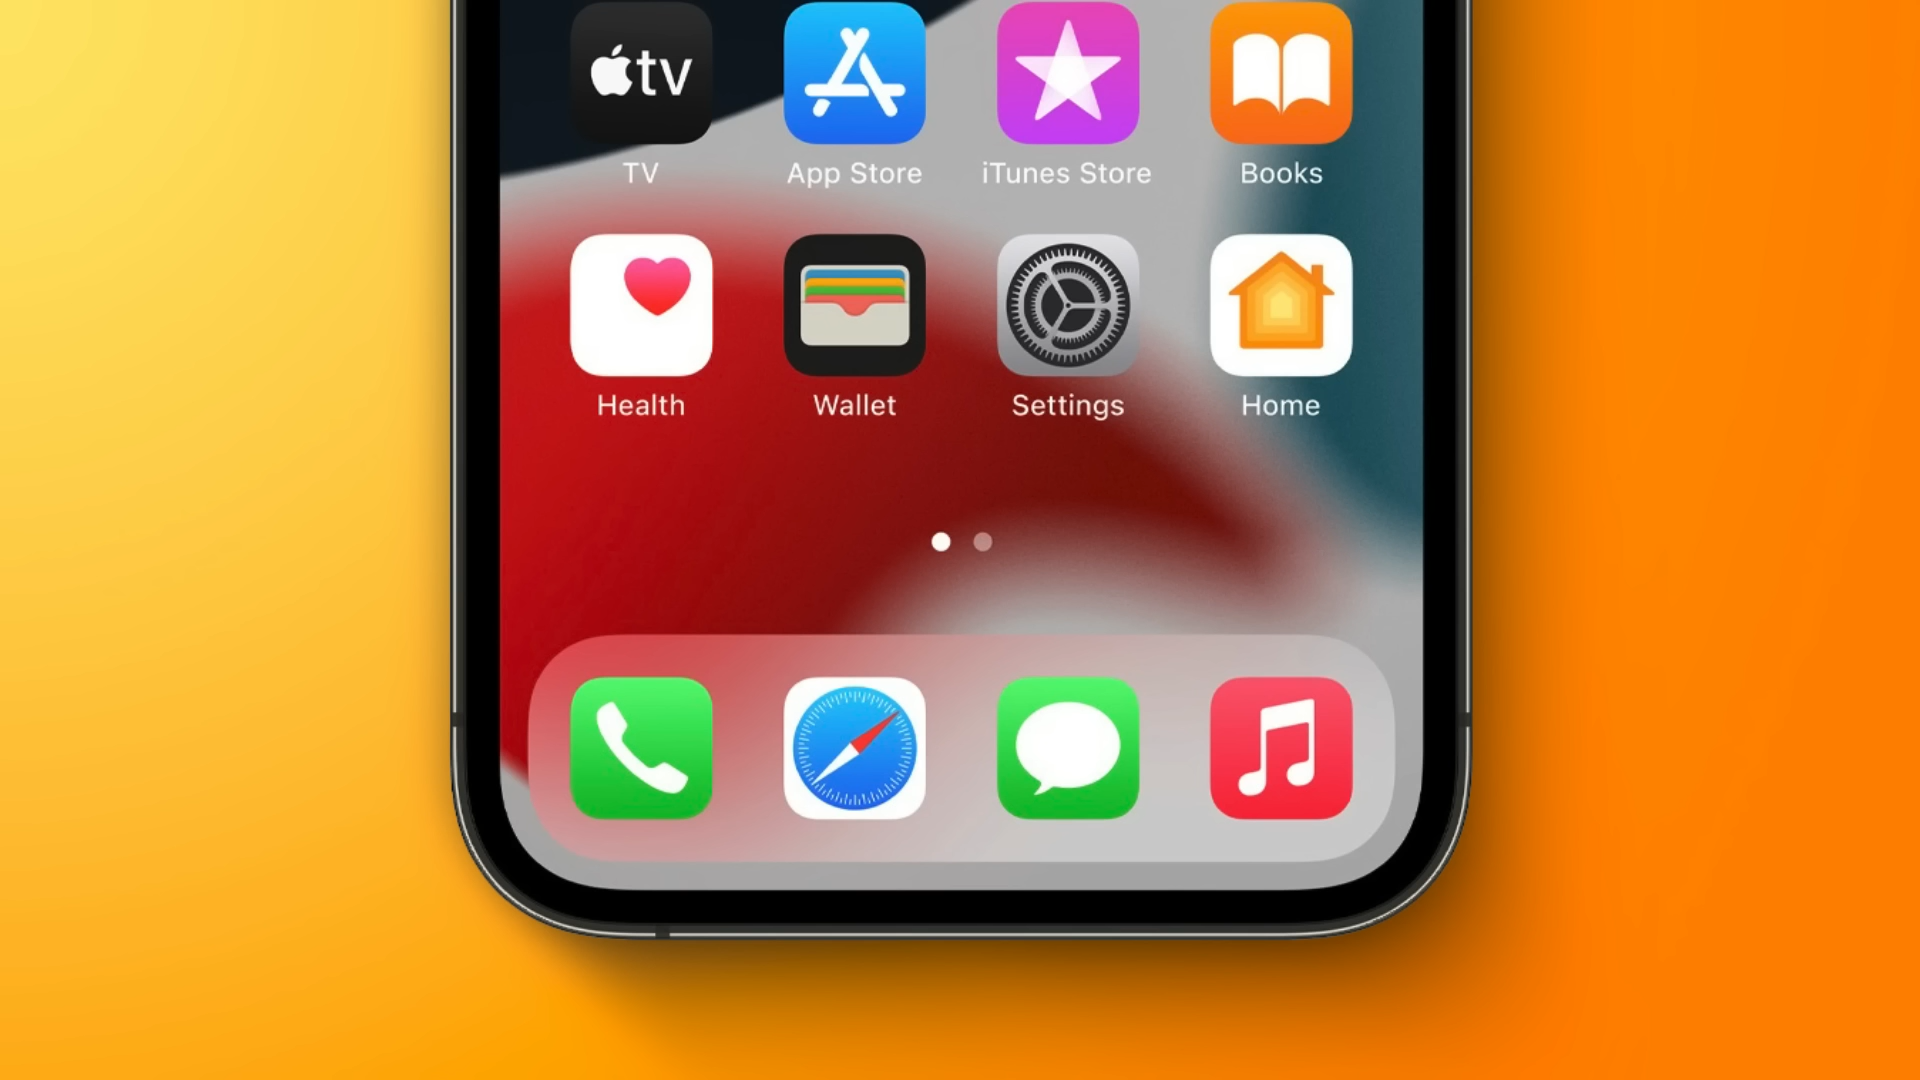 tv
TV
App Store
iTunes Store
Books
Health
Wallet
Settings
Home